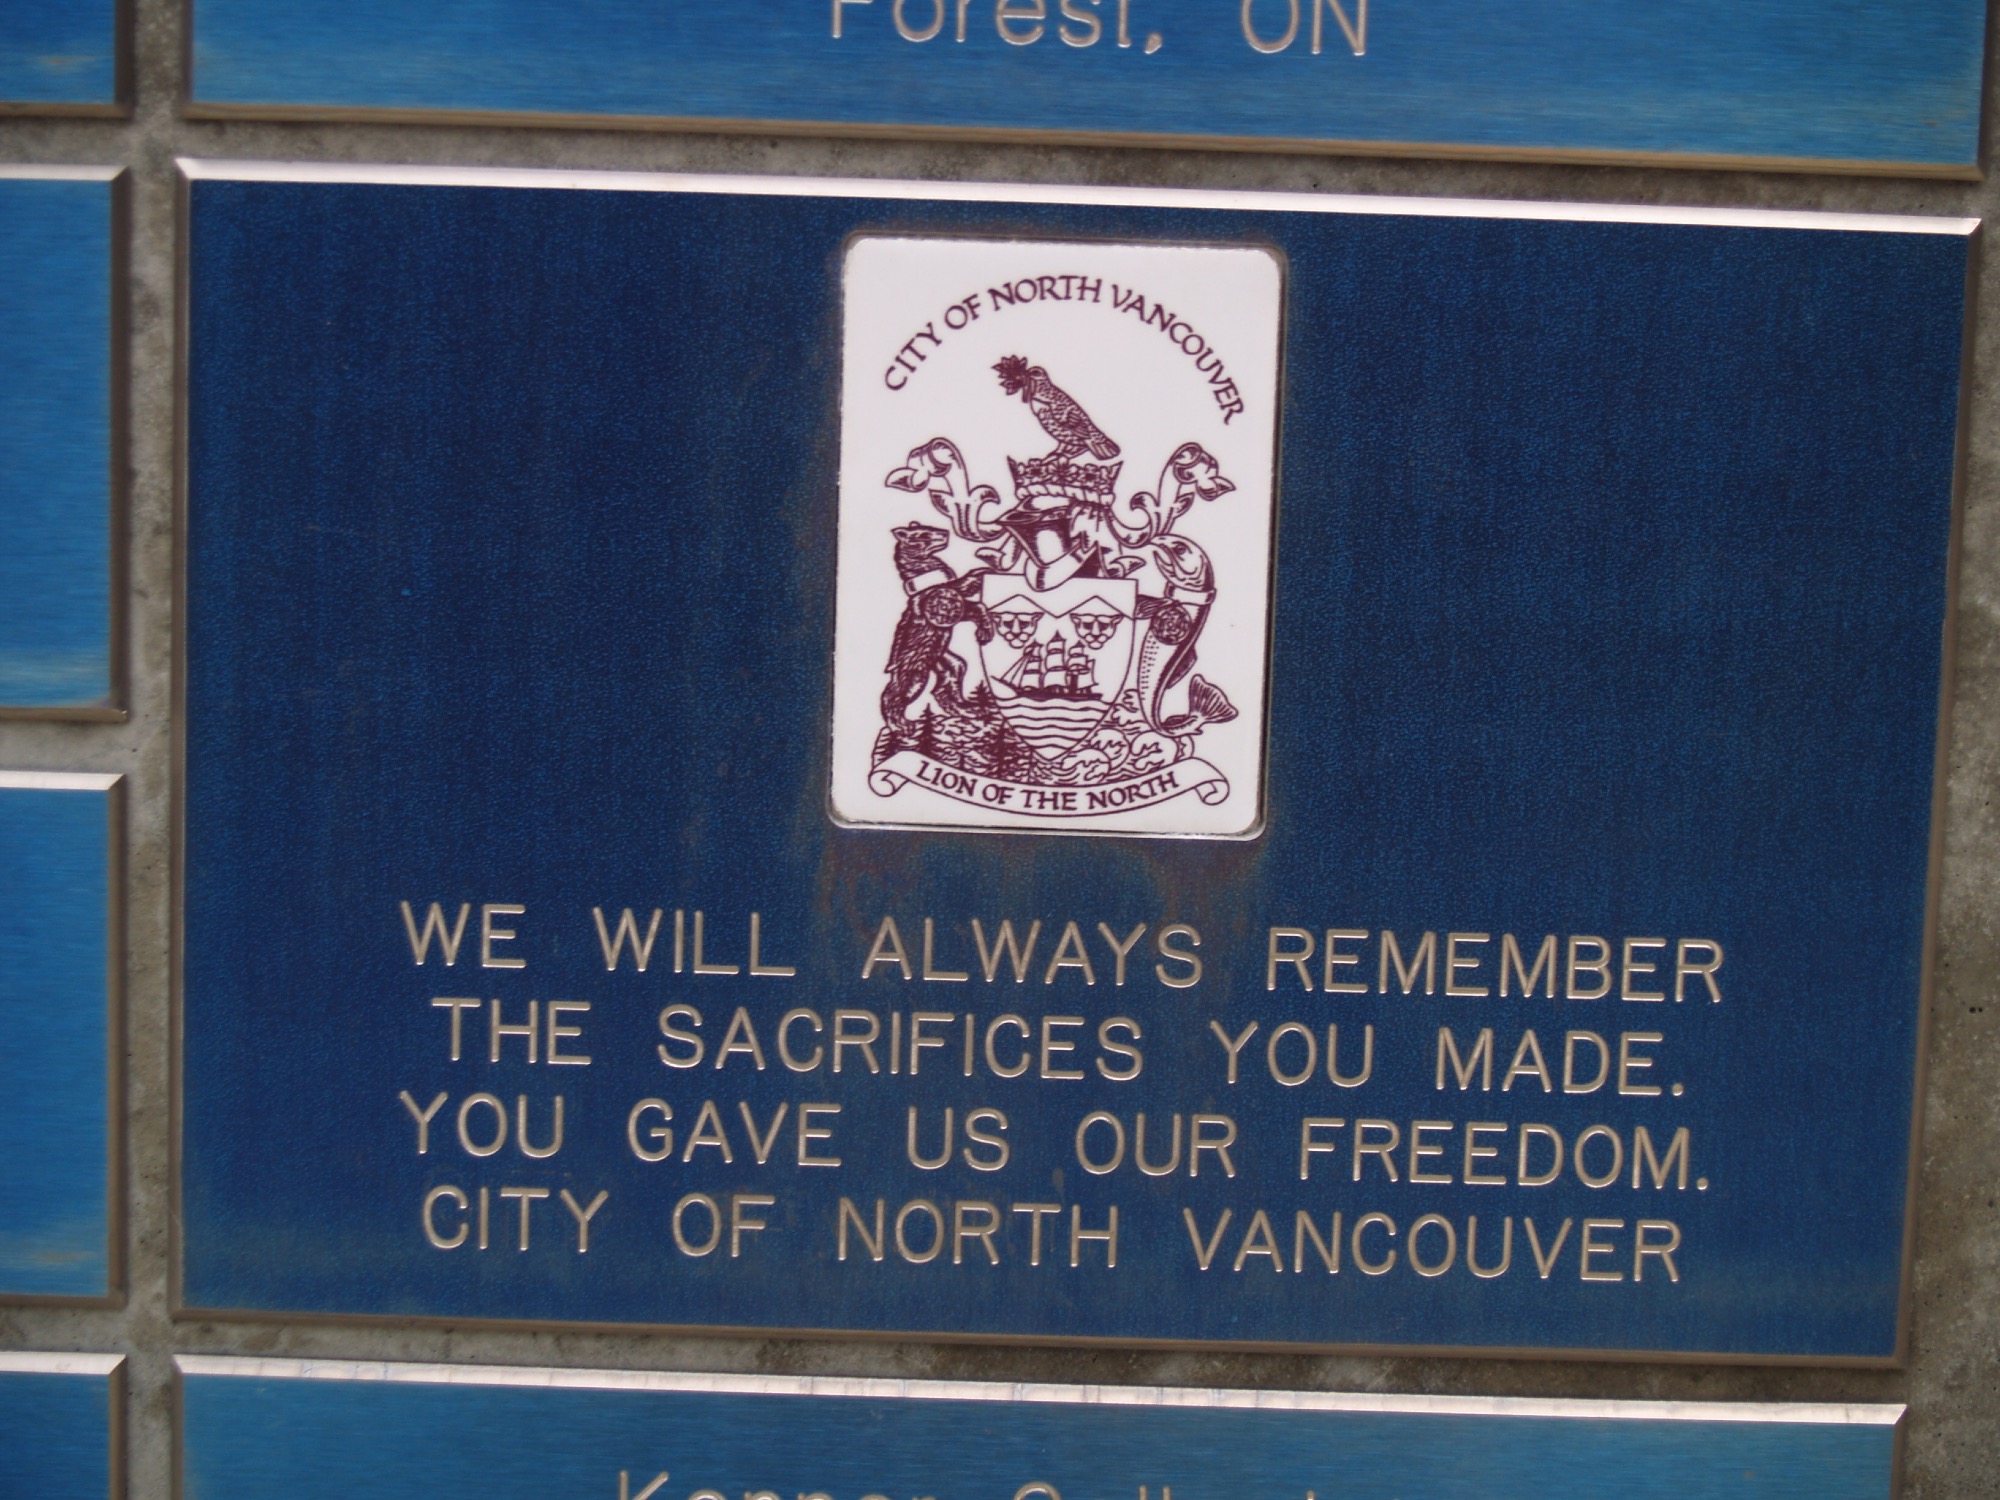 Forest, ON
CITY OF NORTH VANCOUVER
LION OF THE NORTH
WE WILL ALWAYS REMEMBER
THE SACRIFICES YOU MADE.
YOU GAVE US OUR FREEDOM.
CITY OF NORTH VANCOUVER